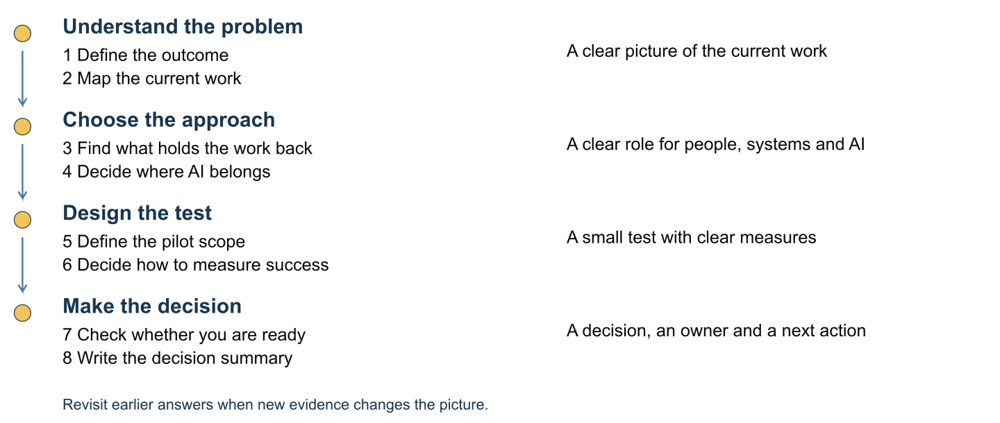 Understand the problem
1 Define the outcome
2 Map the current work
A clear picture of the current work
Choose the approach
3 Find what holds the work back
4 Decide where AI belongs
A clear role for people, systems and AI
Design the test
5 Define the pilot scope
6 Decide how to measure success
A small test with clear measures
Make the decision
7 Check whether you are ready
8 Write the decision summary
A decision, an owner and a next action
Revisit earlier answers when new evidence changes the picture.